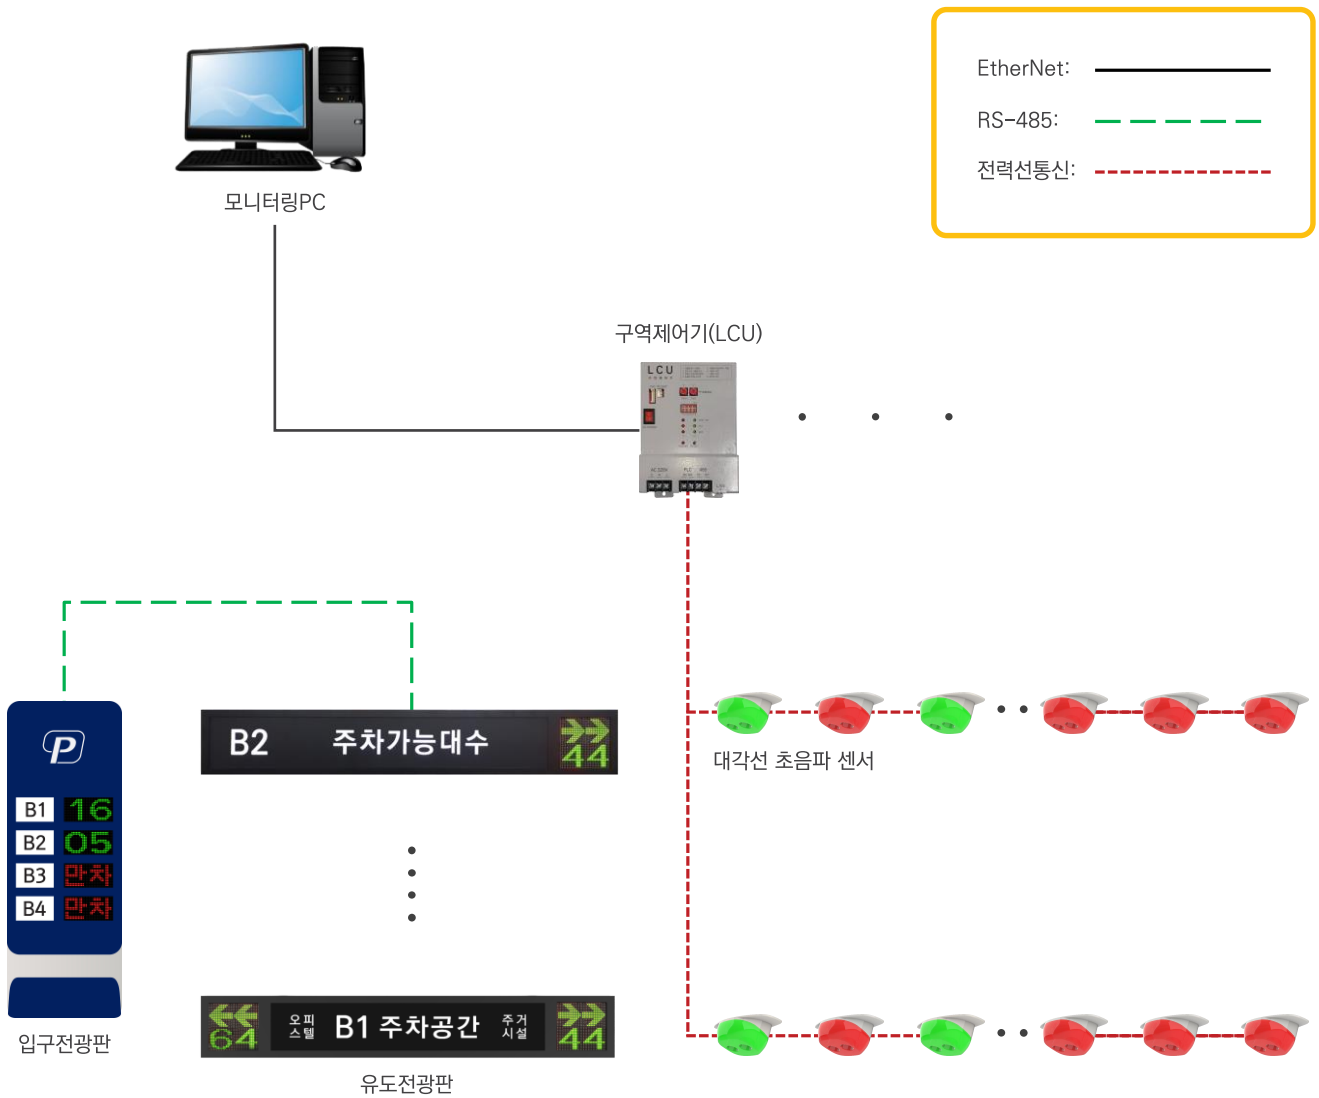 EtherNet:
RS-485:
전력선통신:
모니터링PC
구역제어기(LCU)
LCU
AC 220V
PLC
P
B1 16
B2 05
B3 만차
B4 만차
입구전광판
B2 주차가능대수 44
64 오피스텔 B1 주차공간 주거시설 44
유도전광판
대각선 초음파 센서